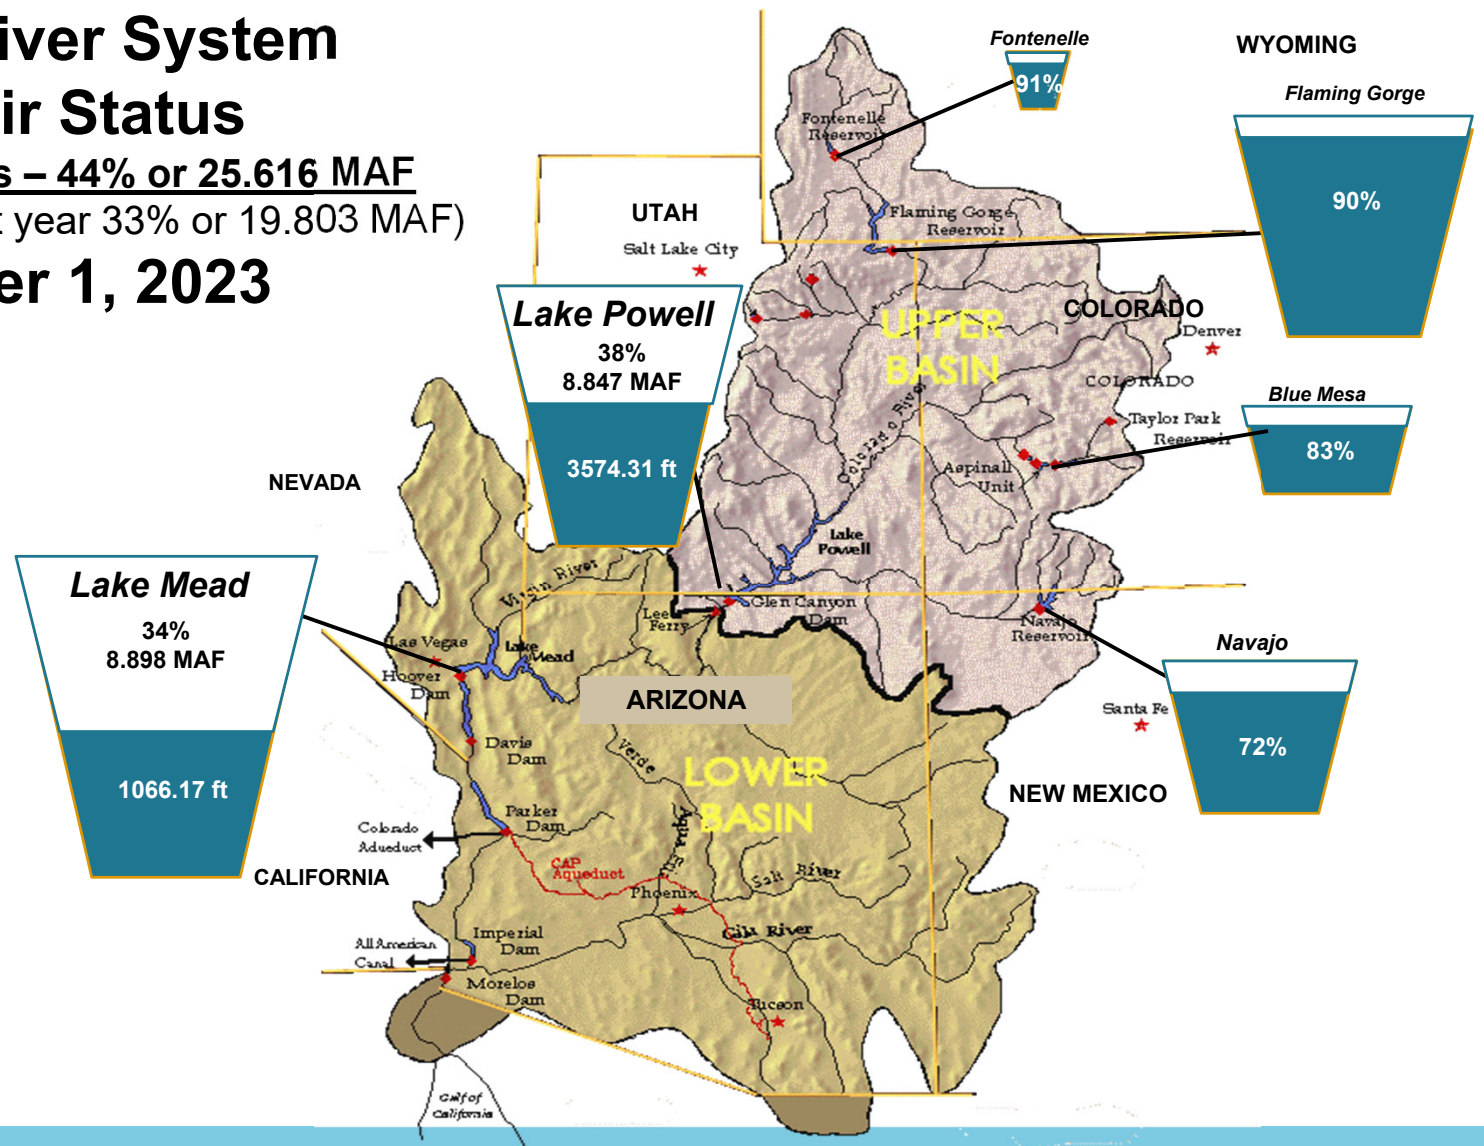 iver System
ir Status
s – 44% or 25.616 MAF
t year 33% or 19.803 MAF)
er 1, 2023
Fontenelle
91%
WYOMING
Flaming Gorge
90%
Fontenelle
Reservoir
UTAH
Salt Lake City
Flaming Gorge
Reservoir
Lake Powell
38%
8.847 MAF
3574.31 ft
UPPER
BASIN
COLORADO
Denver
COLORADO
Blue Mesa
83%
Taylor Park
Reservoir
Colorado River
Aspinall
Unit
NEVADA
Lake
Powell
Lake Mead
34%
8.898 MAF
1066.17 ft
Virgin River
Lee
Ferry
Glen Canyon
Dam
Navajo
Reservoir
Navajo
72%
Las Vegas
Lake
Mead
Hoover
Dam
ARIZONA
Santa Fe
Davis
Dam
Verde
LOWER
BASIN
NEW MEXICO
Parker
Dam
Colorado
Adueduct
Agua Fria
CAP
Aqueduct
CALIFORNIA
Phoenix
Salt River
Gila River
Imperial
Dam
All American
Canal
Morelos
Dam
Tucson
Gulf of
California